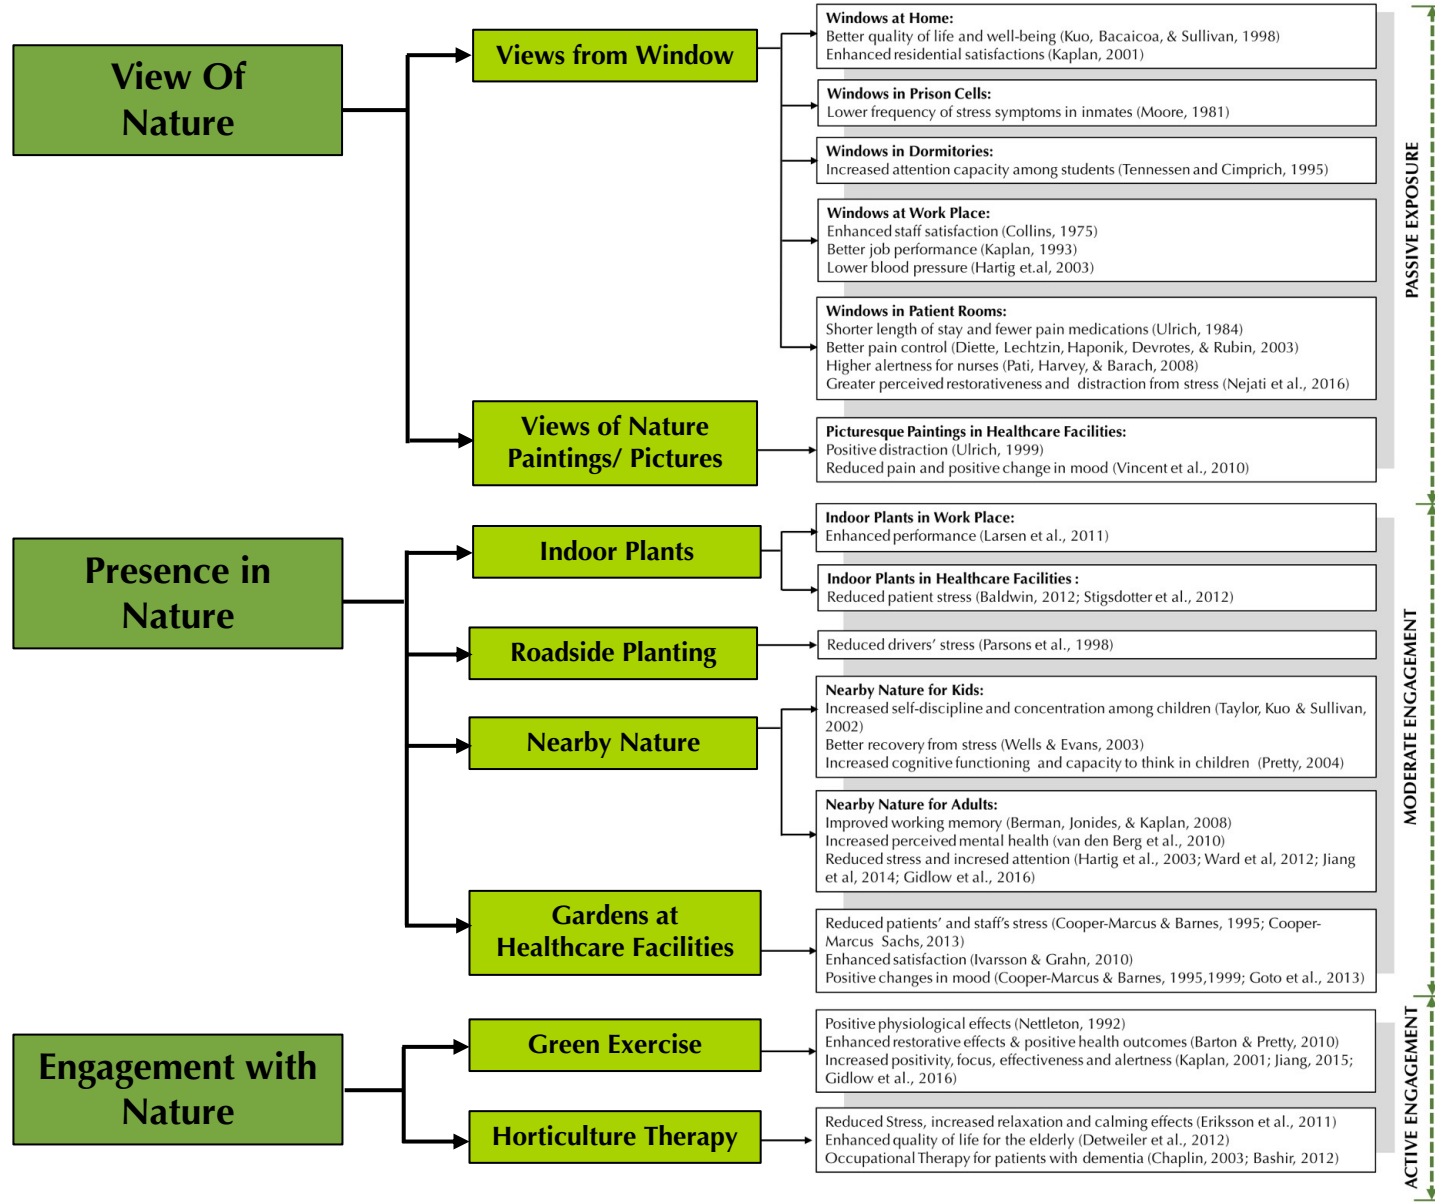 View Of
Nature
Views from Window
Windows at Home:
Better quality of life and well-being (Kuo, Bacaicoa, & Sullivan, 1998)
Enhanced residential satisfactions (Kaplan, 2001)
Windows in Prison Cells:
Lower frequency of stress symptoms in inmates (Moore, 1981)
Windows in Dormitories:
Increased attention capacity among students (Tennessen and Cimprich, 1995)
Windows at Work Place:
Enhanced staff satisfaction (Collins, 1975)
Better job performance (Kaplan, 1993)
Lower blood pressure (Hartig et.al, 2003)
Windows in Patient Rooms:
Shorter length of stay and fewer pain medications (Ulrich, 1984)
Better pain control (Diette, Lechtzin, Haponik, Devrotes, & Rubin, 2003)
Higher alertness for nurses (Pati, Harvey, & Barach, 2008)
Greater perceived restorativeness and distraction from stress (Nejati et al., 2016)
Views of Nature
Paintings/ Pictures
Picturesque Paintings in Healthcare Facilities:
Positive distraction (Ulrich, 1999)
Reduced pain and positive change in mood (Vincent et al., 2010)
PASSIVE EXPOSURE
Presence in
Nature
Indoor Plants
Indoor Plants in Work Place:
Enhanced performance (Larsen et al., 2011)
Indoor Plants in Healthcare Facilities :
Reduced patient stress (Baldwin, 2012; Stigsdotter et al., 2012)
Roadside Planting
Reduced drivers' stress (Parsons et al., 1998)
Nearby Nature
Nearby Nature for Kids:
Increased self-discipline and concentration among children (Taylor, Kuo & Sullivan,
2002)
Better recovery from stress (Wells & Evans, 2003)
Increased cognitive functioning and capacity to think in children (Pretty, 2004)
Nearby Nature for Adults:
Improved working memory (Berman, Jonides, & Kaplan, 2008)
Increased perceived mental health (van den Berg et al., 2010)
Reduced stress and incresed attention (Hartig et al., 2003; Ward et al, 2012; Jiang
et al, 2014; Gidlow et al., 2016)
Gardens at
Healthcare Facilities
Reduced patients' and staff's stress (Cooper-Marcus & Barnes, 1995; Cooper-
Marcus Sachs, 2013)
Enhanced satisfaction (Ivarsson & Grahn, 2010)
Positive changes in mood (Cooper-Marcus & Barnes, 1995,1999; Goto et al., 2013)
MODERATE ENGAGEMENT
Engagement with
Nature
Green Exercise
Positive physiological effects (Nettleton, 1992)
Enhanced restorative effects & positive health outcomes (Barton & Pretty, 2010)
Increased positivity, focus, effectiveness and alertness (Kaplan, 2001; Jiang, 2015;
Gidlow et al., 2016)
Horticulture Therapy
Reduced Stress, increased relaxation and calming effects (Eriksson et al., 2011)
Enhanced quality of life for the elderly (Detweiler et al., 2012)
Occupational Therapy for patients with dementia (Chaplin, 2003; Bashir, 2012)
ACTIVE ENGAGEMENT